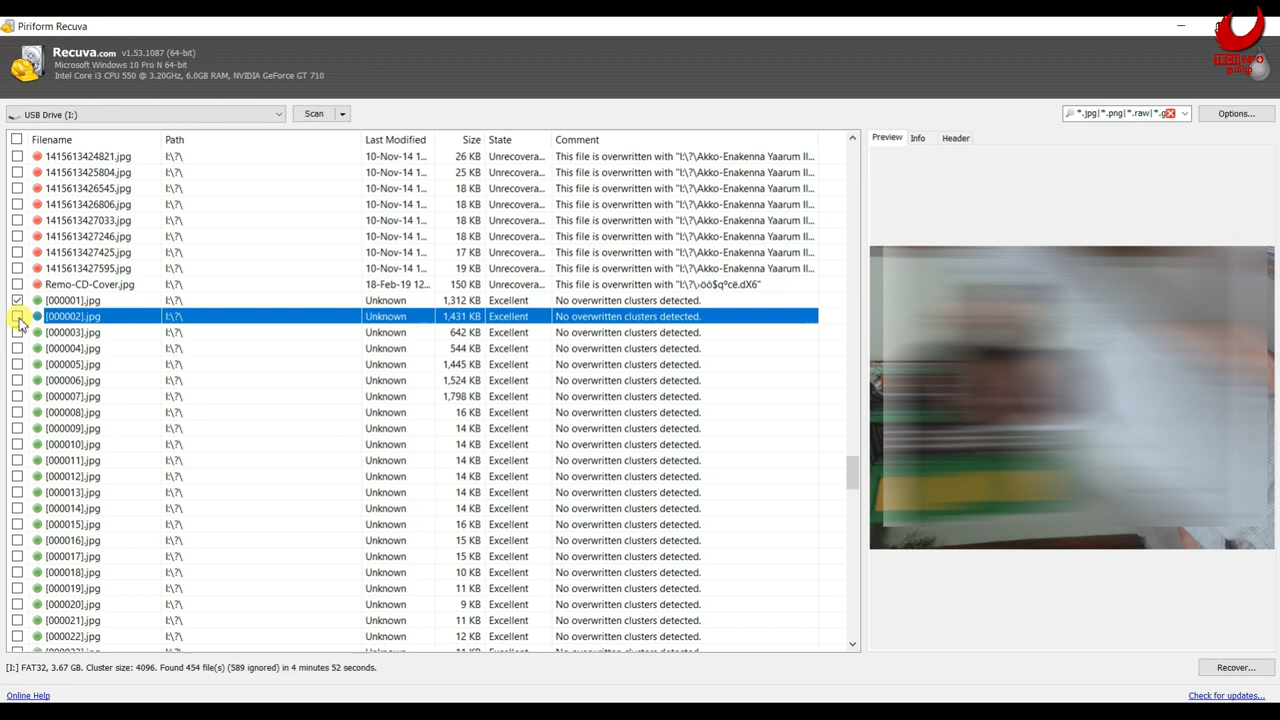 Piriform Recuva
TECH INFO
தமிழ்
Recuva.com v1.53.1087 (64-bit)
Microsoft Windows 10 Pro N 64-bit
Intel Core i3 CPU 550 @ 3.20GHz, 6.0GB RAM, NVIDIA GeForce GT 710
USB Drive (I:) Scan *.jpg|*.png|*.raw|*.g Options...
Filename Path Last Modified Size State Comment Preview Info Header
1415613424821.jpg I:\?\ 10-Nov-14 1... 26 KB Unrecovera... This file is overwritten with "I:\?\Akko-Enakenna Yaarum Il...
1415613425804.jpg I:\?\ 10-Nov-14 1... 25 KB Unrecovera... This file is overwritten with "I:\?\Akko-Enakenna Yaarum Il...
1415613426545.jpg I:\?\ 10-Nov-14 1... 18 KB Unrecovera... This file is overwritten with "I:\?\Akko-Enakenna Yaarum Il...
1415613426806.jpg I:\?\ 10-Nov-14 1... 18 KB Unrecovera... This file is overwritten with "I:\?\Akko-Enakenna Yaarum Il...
1415613427033.jpg I:\?\ 10-Nov-14 1... 18 KB Unrecovera... This file is overwritten with "I:\?\Akko-Enakenna Yaarum Il...
1415613427246.jpg I:\?\ 10-Nov-14 1... 18 KB Unrecovera... This file is overwritten with "I:\?\Akko-Enakenna Yaarum Il...
1415613427425.jpg I:\?\ 10-Nov-14 1... 17 KB Unrecovera... This file is overwritten with "I:\?\Akko-Enakenna Yaarum Il...
1415613427595.jpg I:\?\ 10-Nov-14 1... 19 KB Unrecovera... This file is overwritten with "I:\?\Akko-Enakenna Yaarum Il...
Remo-CD-Cover.jpg I:\?\ 18-Feb-19 12... 150 KB Unrecovera... This file is overwritten with
[000001].jpg I:\?\ Unknown 1,312 KB Excellent No overwritten clusters detected.
[000002].jpg I:\?\ Unknown 1,431 KB Excellent No overwritten clusters detected.
[000003].jpg I:\?\ Unknown 642 KB Excellent No overwritten clusters detected.
[000004].jpg I:\?\ Unknown 544 KB Excellent No overwritten clusters detected.
[000005].jpg I:\?\ Unknown 1,445 KB Excellent No overwritten clusters detected.
[000006].jpg I:\?\ Unknown 1,524 KB Excellent No overwritten clusters detected.
[000007].jpg I:\?\ Unknown 1,798 KB Excellent No overwritten clusters detected.
[000008].jpg I:\?\ Unknown 16 KB Excellent No overwritten clusters detected.
[000009].jpg I:\?\ Unknown 14 KB Excellent No overwritten clusters detected.
[000010].jpg I:\?\ Unknown 14 KB Excellent No overwritten clusters detected.
[000011].jpg I:\?\ Unknown 14 KB Excellent No overwritten clusters detected.
[000012].jpg I:\?\ Unknown 14 KB Excellent No overwritten clusters detected.
[000013].jpg I:\?\ Unknown 14 KB Excellent No overwritten clusters detected.
[000014].jpg I:\?\ Unknown 14 KB Excellent No overwritten clusters detected.
[000015].jpg I:\?\ Unknown 16 KB Excellent No overwritten clusters detected.
[000016].jpg I:\?\ Unknown 15 KB Excellent No overwritten clusters detected.
[000017].jpg I:\?\ Unknown 15 KB Excellent No overwritten clusters detected.
[000018].jpg I:\?\ Unknown 10 KB Excellent No overwritten clusters detected.
[000019].jpg I:\?\ Unknown 11 KB Excellent No overwritten clusters detected.
[000020].jpg I:\?\ Unknown 9 KB Excellent No overwritten clusters detected.
[000021].jpg I:\?\ Unknown 11 KB Excellent No overwritten clusters detected.
[000022].jpg I:\?\ Unknown 12 KB Excellent No overwritten clusters detected.
[I:] FAT32, 3.67 GB. Cluster size: 4096. Found 454 file(s) (589 ignored) in 4 minutes 52 seconds. Recover...
Online Help Check for updates...